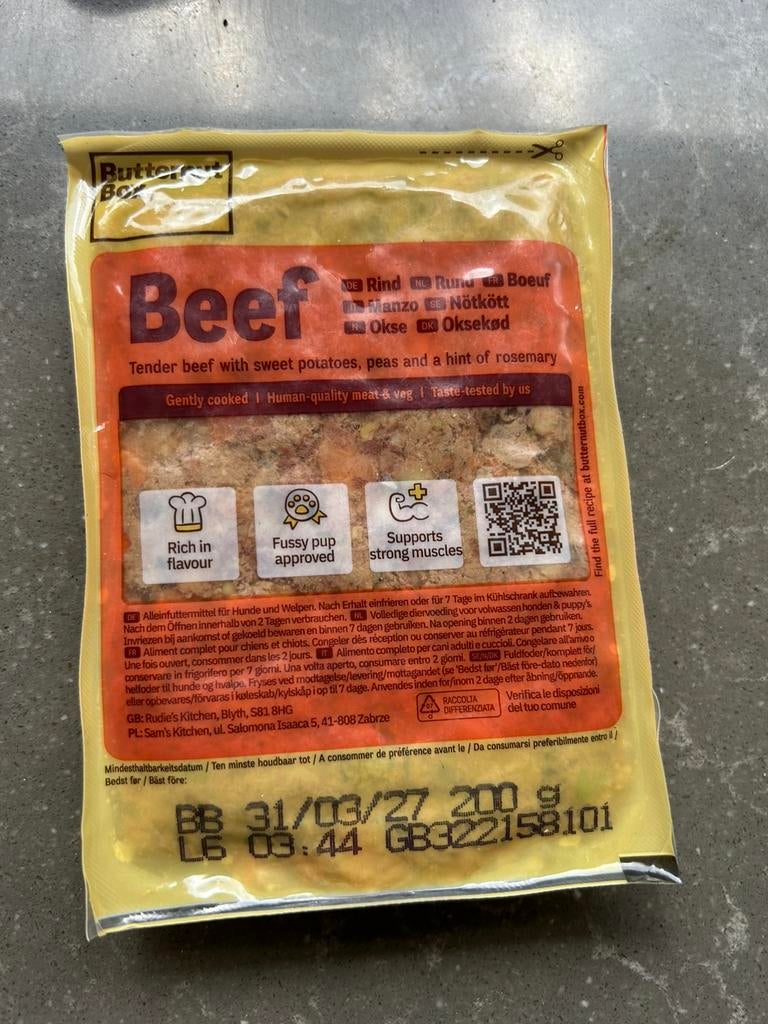 Butternut
Box
Beef
DE Rind NL Rund FR Boeuf
IT Manzo SE Nötkött
N Okse DK Oksekød
Tender beef with sweet potatoes, peas and a hint of rosemary
Gently cooked | Human-quality meat & veg | Taste-tested by us
Rich in
flavour
Fussy pup
approved
Supports
strong muscles
Find the full recipe at butternutbox.com
DE Alleinfuttermittel für Hunde und Welpen. Nach Erhalt einfrieren oder für 7 Tage im Kühlschrank aufbewahren.
Nach dem Öffnen innerhalb von 2 Tagen verbrauchen. NL Volledige diervoeding voor volwassen honden & puppy's.
Invriezen bij aankomst of gekoeld bewaren en binnen 7 dagen gebruiken. Na opening binnen 2 dagen gebruiken.
FR Aliment complet pour chiens et chiots. Congeler dès réception ou conserver au réfrigérateur pendant 7 jours.
Une fois ouvert, consommer dans les 2 jours. IT Alimento completo per cani adulti e cuccioli. Congelare all'arrivo o
conservare in frigorifero per 7 giorni. Una volta aperto, consumare entro 2 giorni. SE/N/DK Fuldfoder/komplett för/
helfoder til hunde og hvalpe. Fryses ved modtagelse/levering/mottagandet (se 'Bedst før'/Bäst före-dato nedenfor)
eller opbevares/förvaras i køleskab/kylskåp i op til 7 dage. Anvendes inden for/inom 2 dage efter åbning/öppnande.
GB: Rudie's Kitchen, Blyth, S81 8HG
PL: Sam's Kitchen, ul. Salomona Isaaca 5, 41-808 Zabrze
07
RACCOLTA
DIFFERENZIATA
Verifica le disposizioni
del tuo comune
Mindesthaltbarkeitsdatum / Ten minste houdbaar tot / A consommer de préférence avant le / Da consumarsi preferibilmente entro il /
Bedst før / Bäst före:
BB 31/03/27 200 g
L6 03:44 GB322158101